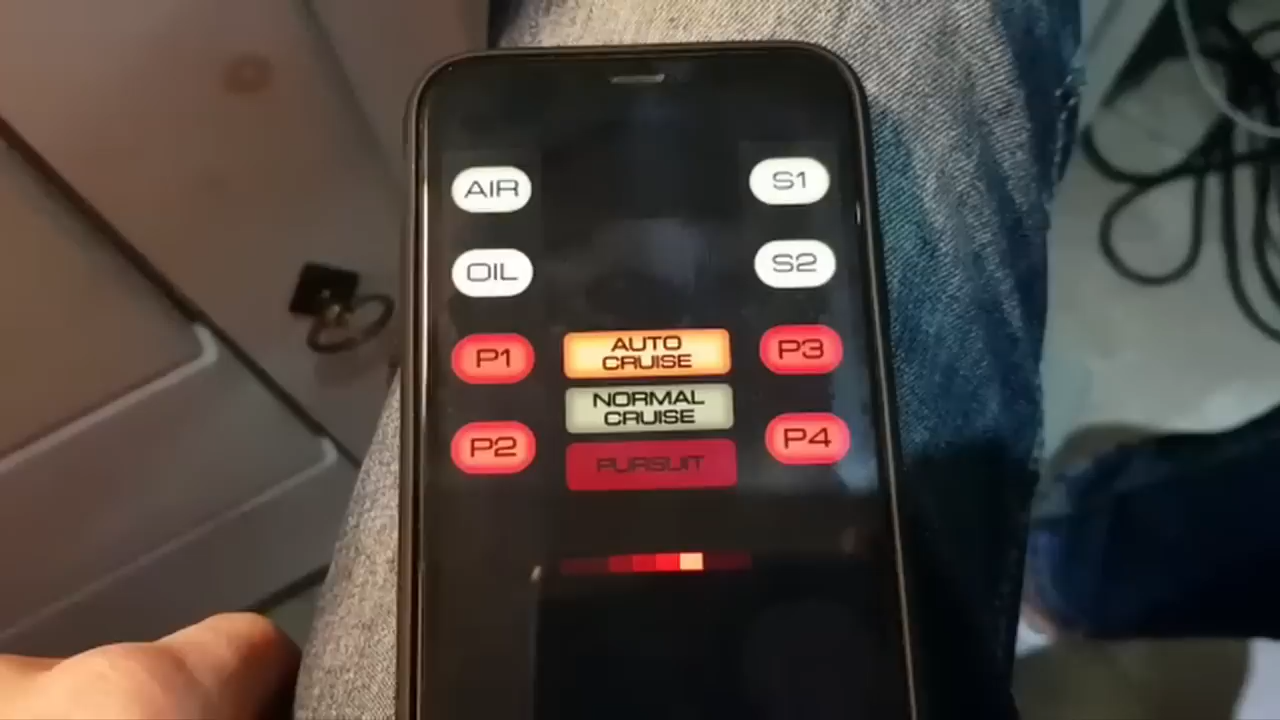 AIR
S1
OIL
S2
P1
AUTO
CRUISE
P3
NORMAL
CRUISE
P2
P4
PURSUIT